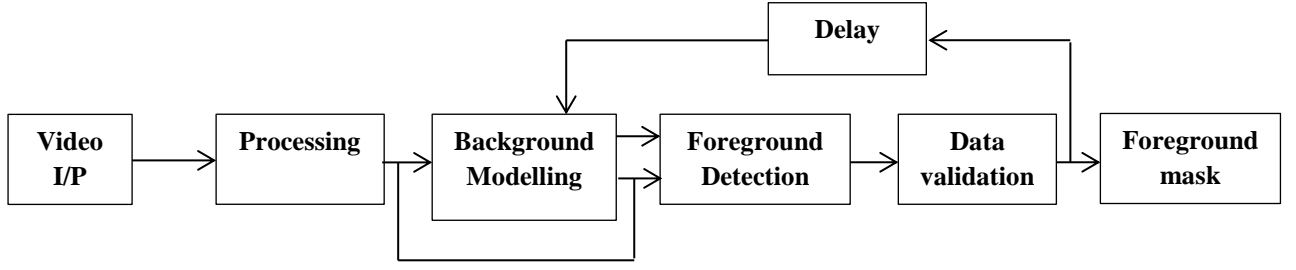 Delay
Video
I/P
Processing
Background
Modelling
Foreground
Detection
Data
validation
Foreground
mask